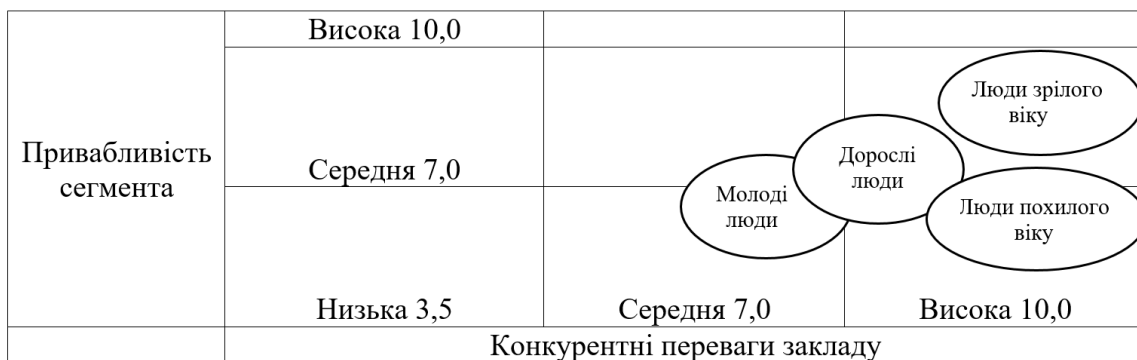 Висока 10,0
Люди зрілого
віку
Привабливість
сегмента
Середня 7,0
Дорослі
люди
Молоді
люди
Люди похилого
віку
Низька 3,5
Середня 7,0
Висока 10,0
Конкурентні переваги закладу